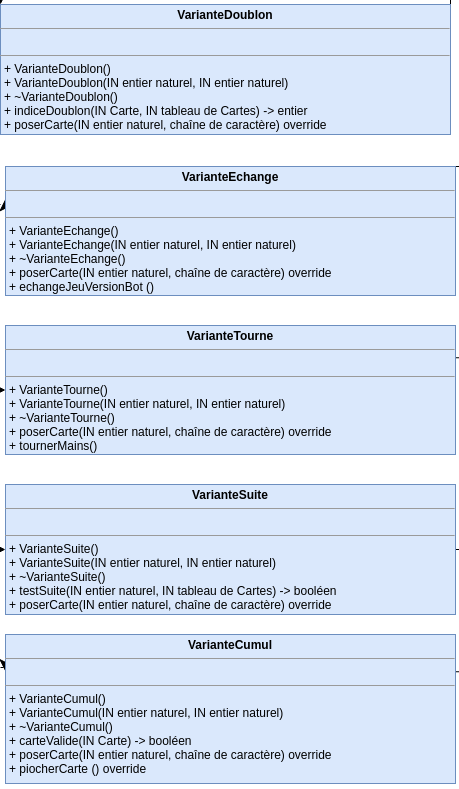 VarianteDoublon
+ VarianteDoublon()
+ VarianteDoublon(IN entier naturel, IN entier naturel)
+ ~VarianteDoublon()
+ indiceDoublon(IN Carte, IN tableau de Cartes) -> entier
+ poserCarte(IN entier naturel, chaîne de caractère) override
VarianteEchange
+ VarianteEchange()
+ VarianteEchange(IN entier naturel, IN entier naturel)
+ ~VarianteEchange()
+ poserCarte(IN entier naturel, chaîne de caractère) override
+ echangeJeuVersionBot ()
VarianteTourne
+ VarianteTourne()
+ VarianteTourne(IN entier naturel, IN entier naturel)
+ ~VarianteTourne()
+ poserCarte(IN entier naturel, chaîne de caractère) override
+ tournerMains()
VarianteSuite
+ VarianteSuite()
+ VarianteSuite(IN entier naturel, IN entier naturel)
+ ~VarianteSuite()
+ testSuite(IN entier naturel, IN tableau de Cartes) -> booléen
+ poserCarte(IN entier naturel, chaîne de caractère) override
VarianteCumul
+ VarianteCumul()
+ VarianteCumul(IN entier naturel, IN entier naturel)
+ ~VarianteCumul()
+ carteValide(IN Carte) -> booléen
+ poserCarte(IN entier naturel, chaîne de caractère) override
+ piocherCarte () override